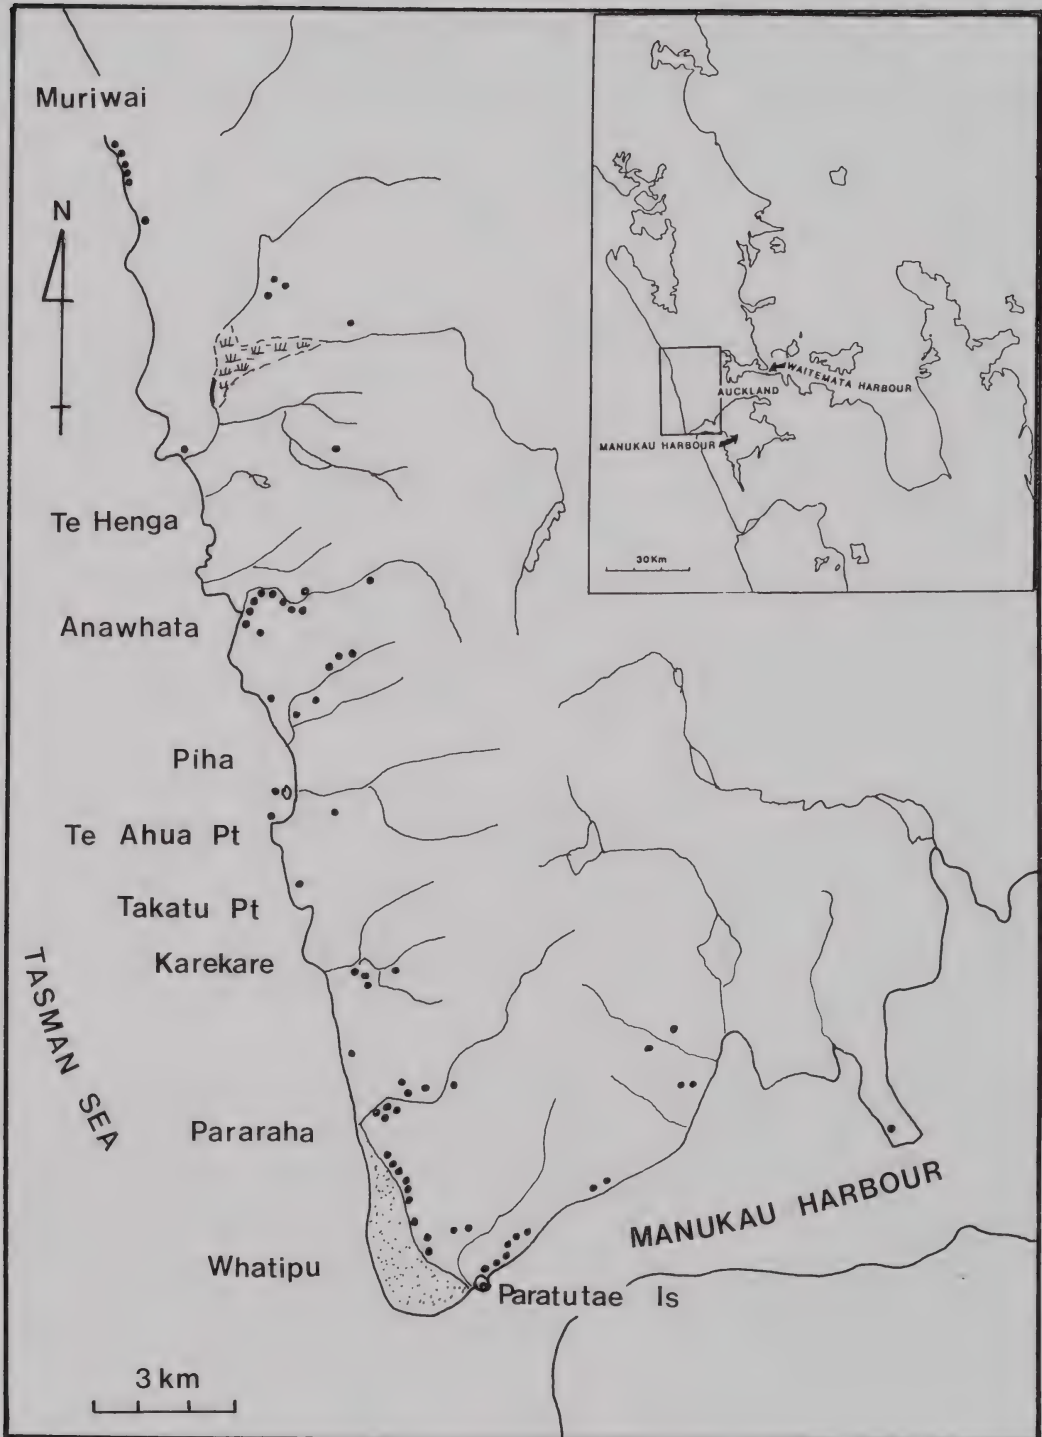 Muriwai
N
Te Henga
Anawhata
Piha
Te Ahua Pt
Takatu Pt
Karekare
TASMAN SEA
Pararaha
Whatipu
MANUKAU HARBOUR
Paratutae Is
3 km
WAITEMATA HARBOUR
AUCKLAND
MANUKAU HARBOUR
30Km